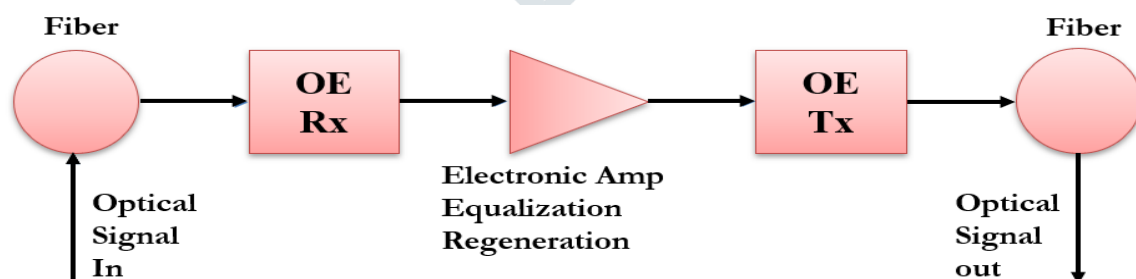 Fiber
Fiber
OE
Rx
OE
Tx
Electronic Amp
Equalization
Regeneration
Optical
Signal
In
Optical
Signal
out